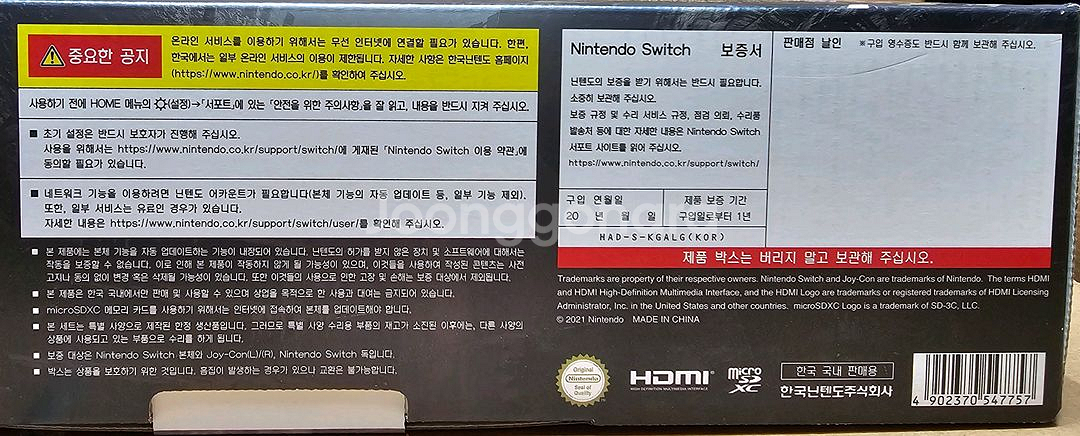 중요한 공지
온라인 서비스를 이용하기 위해서는 무선 인터넷에 연결할 필요가 있습니다. 한편,
한국에서는 일부 온라인 서비스의 이용이 제한됩니다. 자세한 사항은 한국닌텐도 홈페이지
(https://www.nintendo.co.kr/)를 확인하여 주십시오.
사용하기 전에 HOME 메뉴의 (설정)→「서포트」에 있는 「안전을 위한 주의사항」을 잘 읽고, 내용을 반드시 지켜 주십시오.
■ 초기 설정은 반드시 보호자가 진행해 주십시오.
사용을 위해서는 https://www.nintendo.co.kr/support/switch/에 게재된 「Nintendo Switch 이용 약관」에
동의할 필요가 있습니다.
■ 네트워크 기능을 이용하려면 닌텐도 어카운트가 필요합니다(본체 기능의 자동 업데이트 등, 일부 기능 제외).
또한, 일부 서비스는 유료인 경우가 있습니다.
자세한 내용은 https://www.nintendo.co.kr/support/switch/user/를 확인해 주십시오.
■ 본 제품에는 본체 기능을 자동 업데이트하는 기능이 내장되어 있습니다. 닌텐도의 허가를 받지 않은 장치 및 소프트웨어에 대해서는
작동을 보증할 수 없습니다. 이로 인해 본 제품이 작동하지 않게 될 가능성이 있으며, 이것들을 사용하여 작성된 콘텐츠는 사전
고지나 동의 없이 변경 혹은 삭제될 가능성이 있습니다. 또한 이것들의 사용으로 인한 고장 및 손해는 보증 대상에서 제외됩니다.
■ 본 제품은 한국 국내에서만 판매 및 사용할 수 있으며 상업을 목적으로 한 사용과 대여는 금지되어 있습니다.
■ microSDXC 메모리 카드를 사용하기 위해서는 인터넷에 접속하여 본체를 업데이트해야 합니다.
■ 본 세트는 특별 사양으로 제작된 한정 생산품입니다. 그러므로 특별 사양 수리용 부품의 재고가 소진된 이후에는, 다른 사양의
상품에 사용되고 있는 부품으로 수리를 하게 됩니다.
■ 보증 대상은 Nintendo Switch 본체와 Joy-Con(L)/(R), Nintendo Switch 독입니다.
■ 박스는 상품을 보호하기 위한 것입니다. 흠집이 발생하는 경우가 있으나 교환은 불가능합니다.
Nintendo Switch 보증서
닌텐도의 보증을 받기 위해서는 반드시 필요합니다.
소중히 보관해 주십시오.
보증 규정 및 수리 서비스 규정, 점검 의뢰, 수리품
발송처 등에 대한 자세한 내용은 Nintendo Switch
서포트 사이트를 읽어 주십시오.
https://www.nintendo.co.kr/support/switch/
구입 연월일 제품 보증 기간
20 년 월 일 구입일로부터 1년
HAD-S-KGALG(KOR)
판매점 날인 ※구입 영수증도 반드시 함께 보관해 주십시오.
제품 박스는 버리지 말고 보관해 주십시오.
Trademarks are property of their respective owners. Nintendo Switch and Joy-Con are trademarks of Nintendo. The terms HDMI
and HDMI High-Definition Multimedia Interface, and the HDMI Logo are trademarks or registered trademarks of HDMI Licensing
Administrator, Inc. in the United States and other countries. microSDXC Logo is a trademark of SD-3C, LLC.
© 2021 Nintendo MADE IN CHINA
Original
Nintendo
Seal of
Quality
HDMI
HIGH-DEFINITION MULTIMEDIA INTERFACE
micro
SD
XC
한국 국내 판매용
한국닌텐도주식회사
4 902370 547757